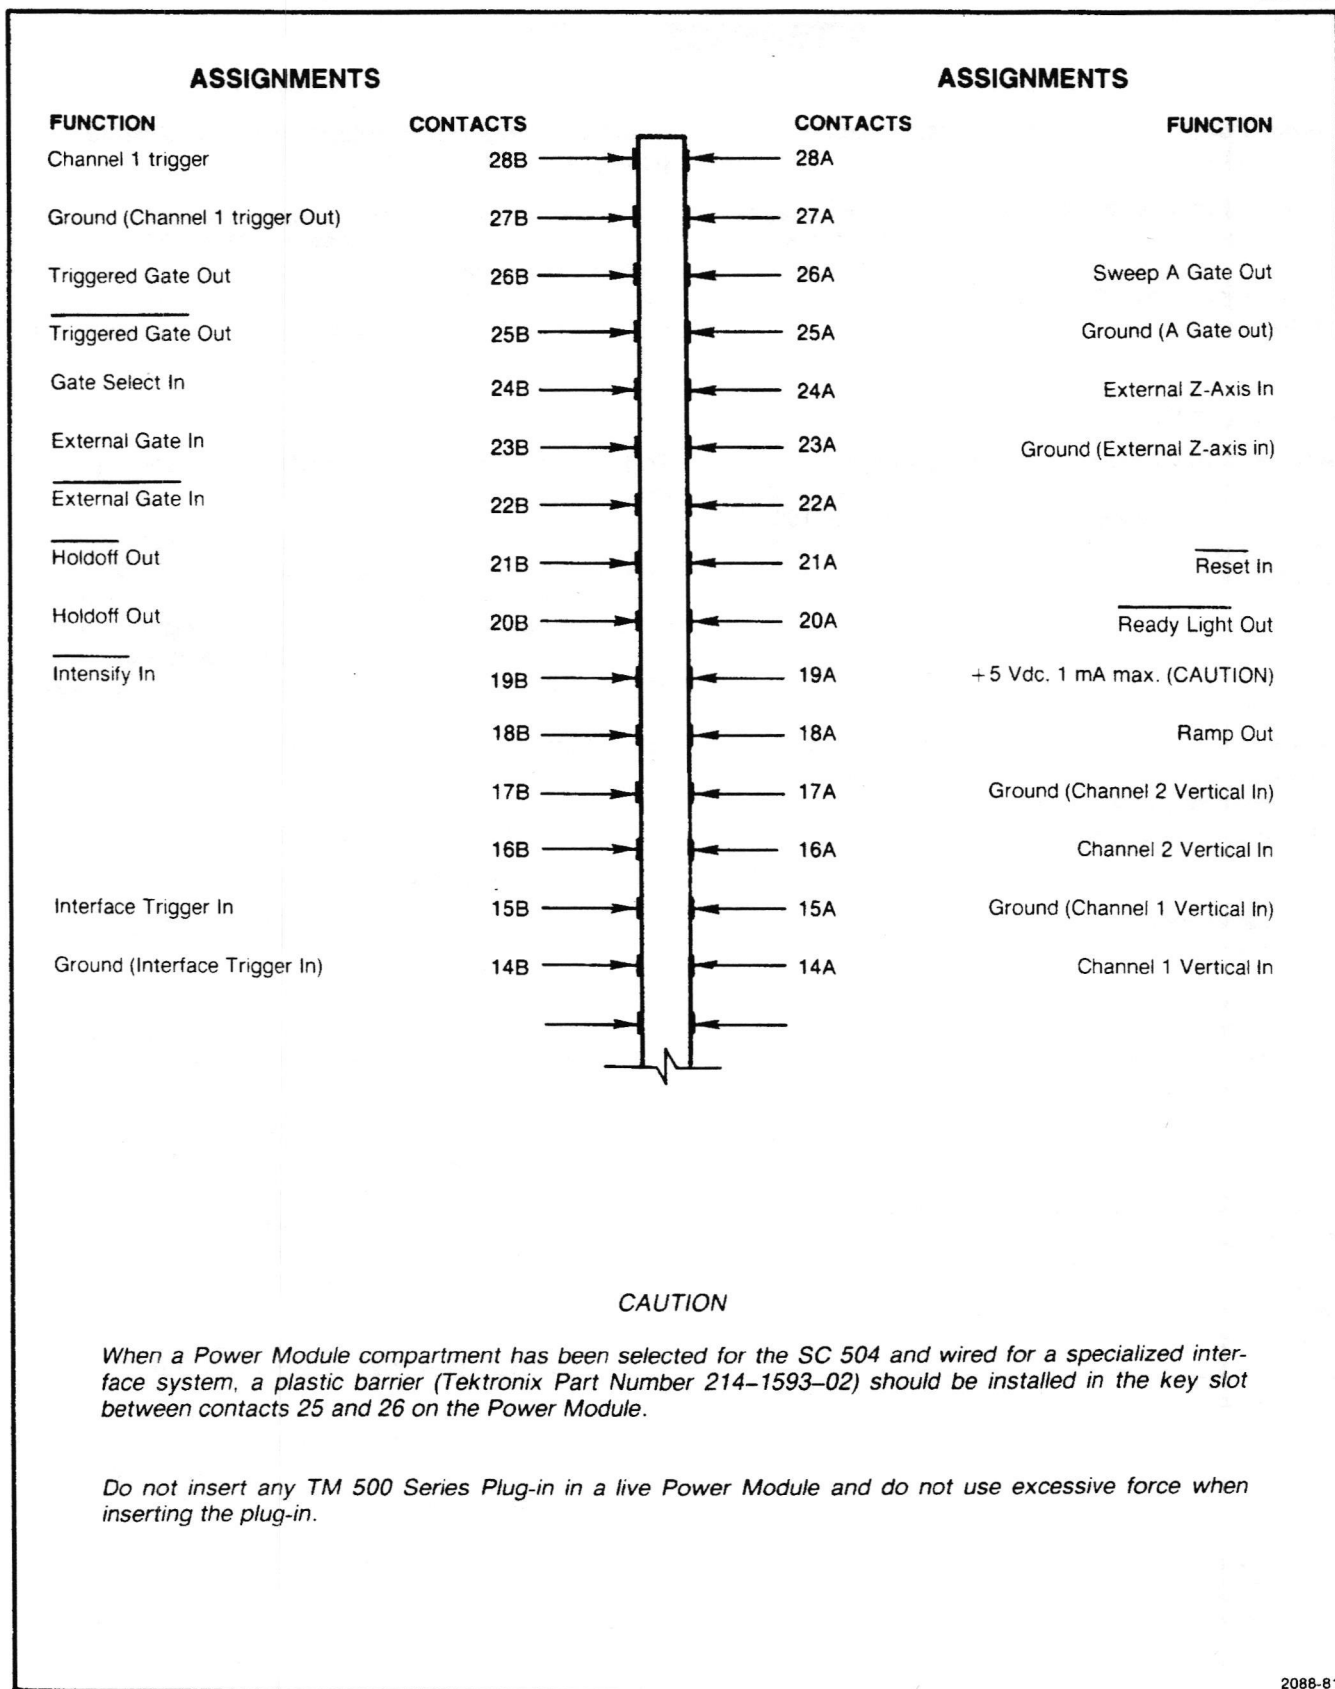 ASSIGNMENTS ASSIGNMENTS
FUNCTION CONTACTS CONTACTS FUNCTION
Channel 1 trigger 28B 28A
Ground (Channel 1 trigger Out) 27B 27A
Triggered Gate Out 26B 26A Sweep A Gate Out
Triggered Gate Out 25B 25A Ground (A Gate out)
Gate Select In 24B 24A External Z-Axis In
External Gate In 23B 23A Ground (External Z-axis in)
External Gate In 22B 22A
Holdoff Out 21B 21A Reset in
Holdoff Out 20B 20A Ready Light Out
Intensify In 19B 19A +5 Vdc. 1 mA max. (CAUTION)
18B 18A Ramp Out
17B 17A Ground (Channel 2 Vertical In)
16B 16A Channel 2 Vertical In
Interface Trigger In 15B 15A Ground (Channel 1 Vertical In)
Ground (Interface Trigger In) 14B 14A Channel 1 Vertical In
CAUTION
When a Power Module compartment has been selected for the SC 504 and wired for a specialized inter-
face system, a plastic barrier (Tektronix Part Number 214–1593–02) should be installed in the key slot
between contacts 25 and 26 on the Power Module.
Do not insert any TM 500 Series Plug-in in a live Power Module and do not use excessive force when
inserting the plug-in.
2088-81